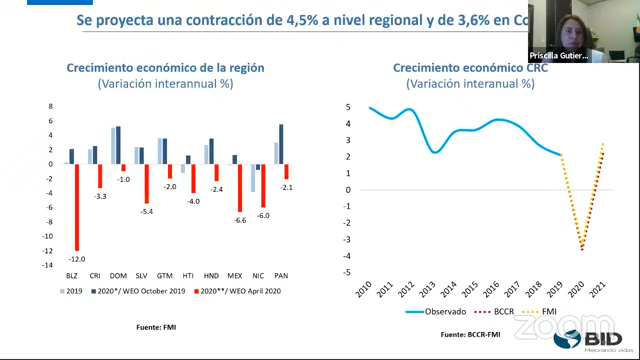 Se proyecta una contracción de 4,5% a nivel regional y de 3,6% en Co
Priscilla Gutier...
Crecimiento económico de la región
(Variación interannual %)
8
6
4
2
0
-2
-4
-6
-8
-10
-12
-14
-12.0
-3.3
-1.0
-5.4
-2.0
-4.0
-2.4
-6.6
-6.0
-2.1
BLZ CRI DOM SLV GTM HTI HND MEX NIC PAN
2019 2020*/ WEO October 2019 2020**/ WEO April 2020
Fuente: FMI
Crecimiento económico CRC
(Variación interanual %)
5
4
3
2
1
0
-1
-2
-3
-4
-5
2010 2011 2012 2013 2014 2015 2016 2017 2018 2019 2020 2021
Observado BCCR FMI
Fuente: BCCR-FMI
zoom
BID
Mejorando vidas